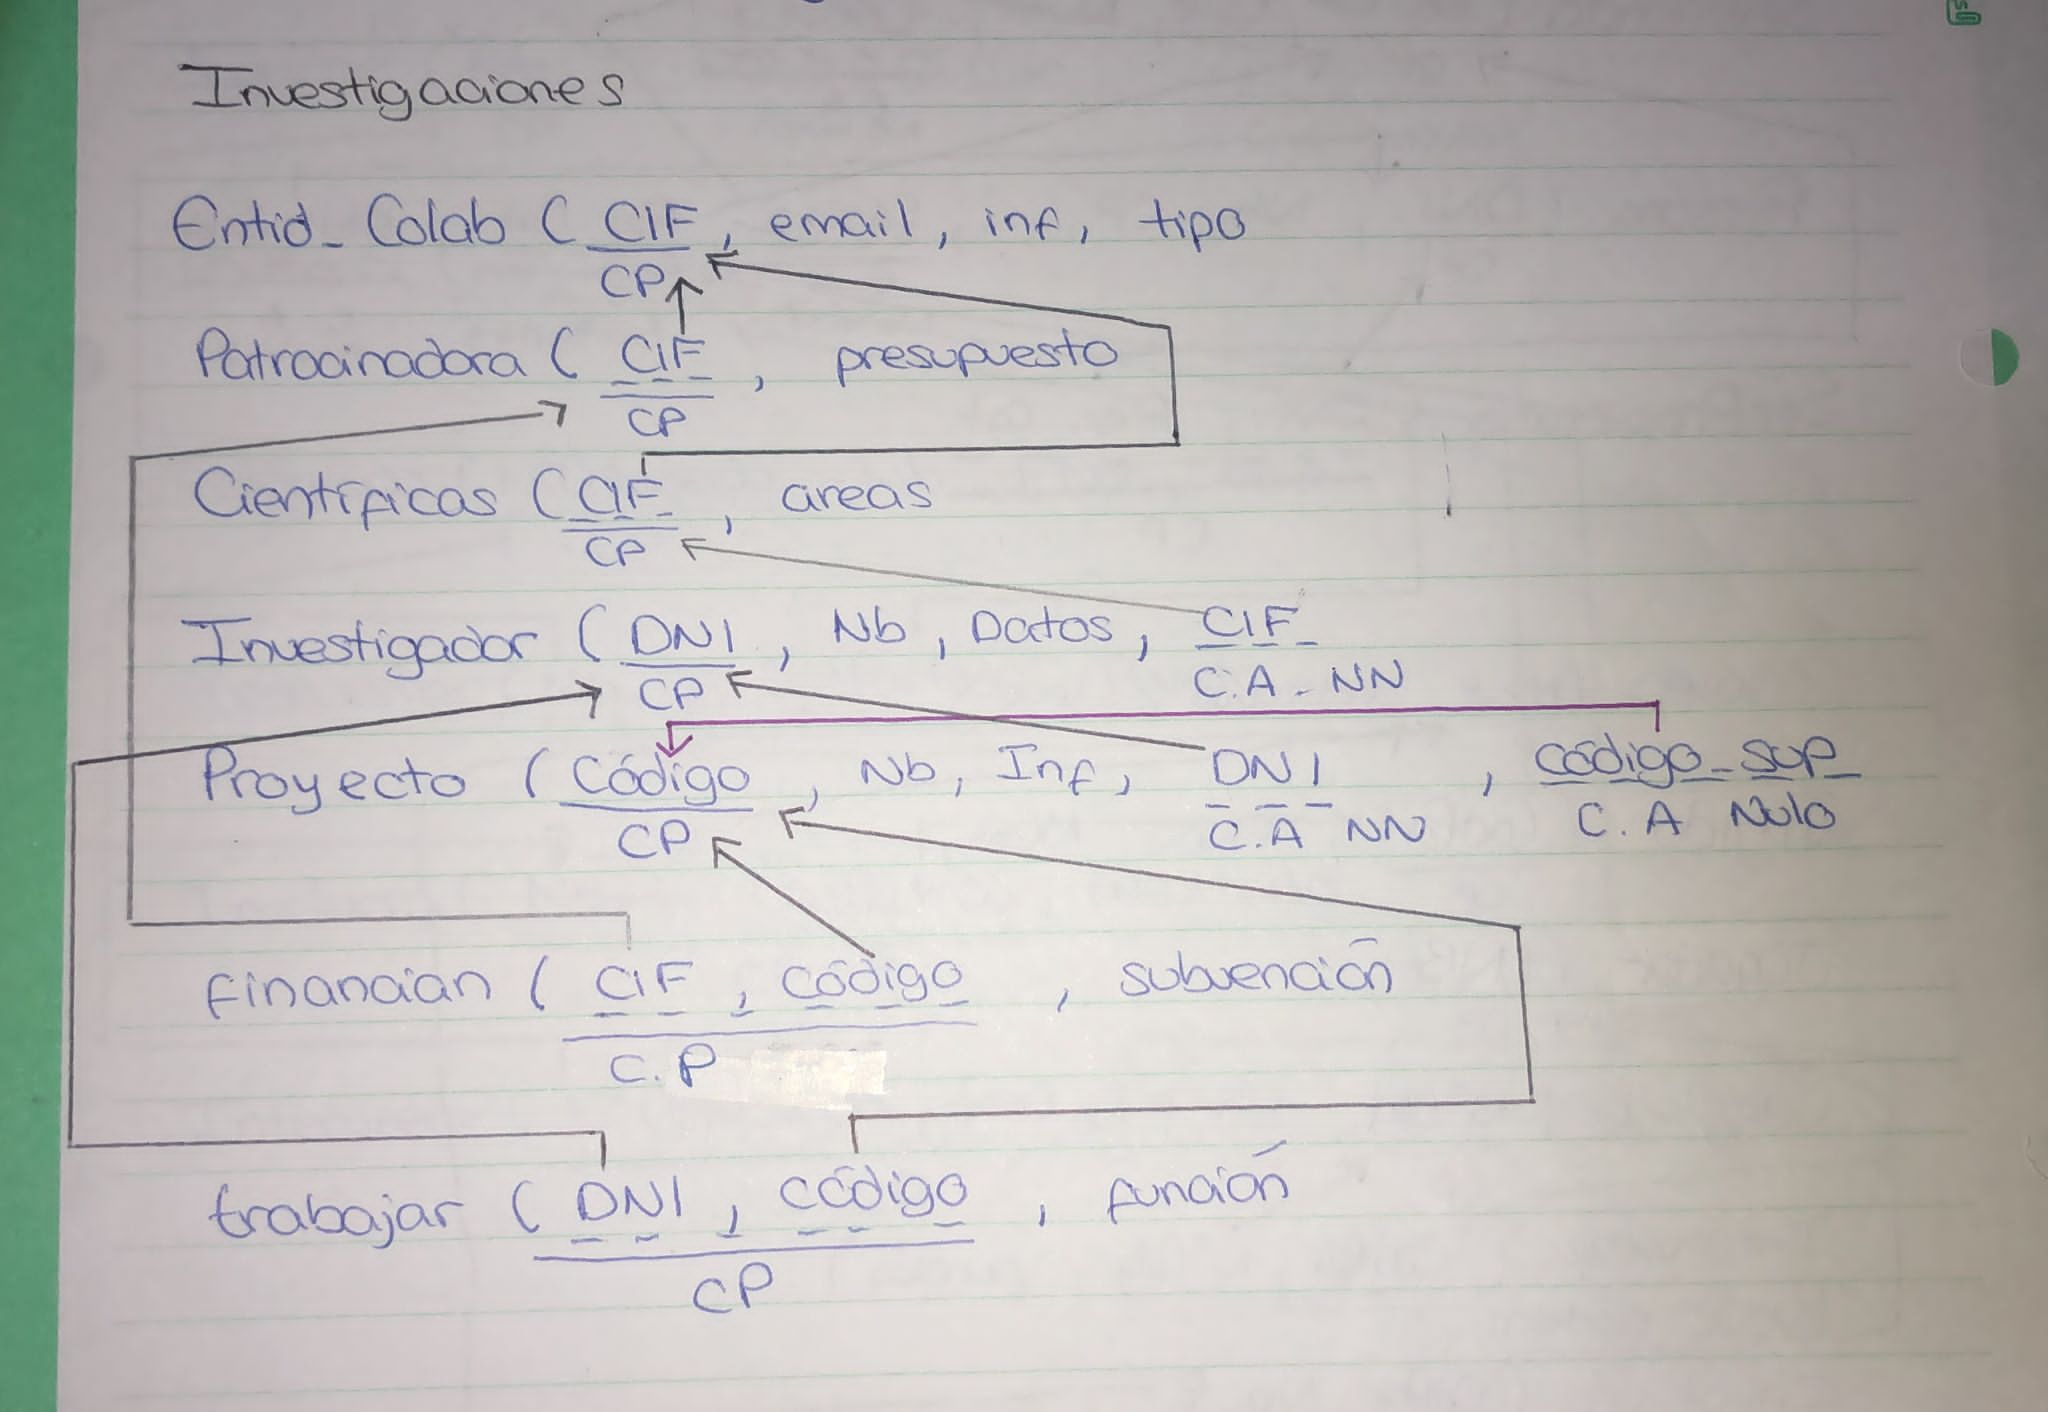 Investigaciones
Entid_Colab ( CIF, email, inf, tipo
CP
Patrocinadora ( CIF, presupuesto
CP
Científicas ( CIF, areas
CP
Investigador ( DNI, Nb, Datos, CIF
CP C.A - NN
Proyecto ( Código, Nb, Inf, DNI, código_sup
CP C.A NN C.A Nulo
financian ( CIF, código, subvención
C.P
trabajar ( DNI, código, función
CP